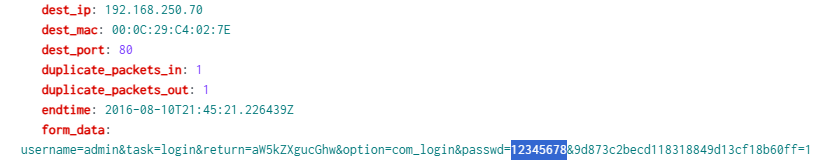 dest_ip: 192.168.250.70
dest_mac: 00:0C:29:C4:02:7E
dest_port: 80
duplicate_packets_in: 1
duplicate_packets_out: 1
endtime: 2016-08-10T21:45:21.226439Z
form_data:
username=admin&task=login&return=aW5kZXgucGhw&option=com_login&passwd=12345678&9d873c2becd118318849d13cf18b60ff=1